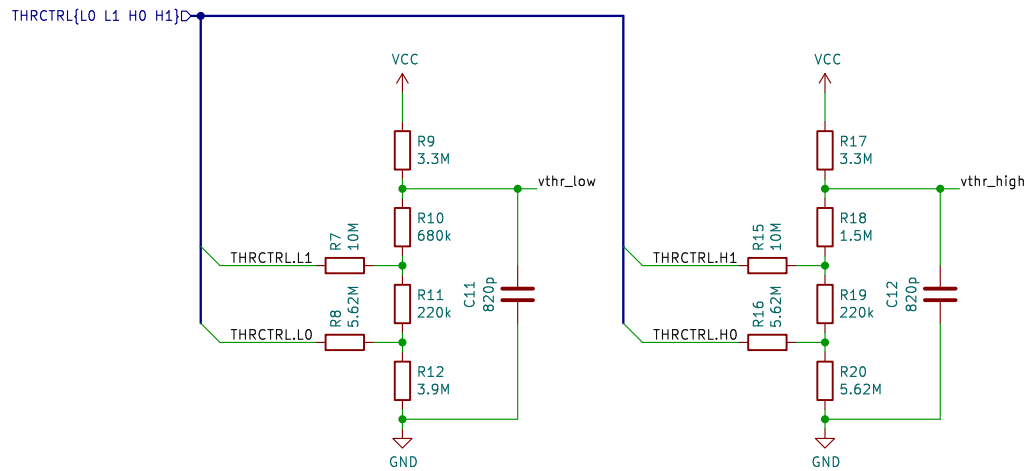 THRCTRL{L0 L1 H0 H1}
VCC
R9
3.3M
vthr_low
R10
680k
R7
10M
THRCTRL.L1
R11
220k
C11
820p
R8
5.62M
THRCTRL.L0
R12
3.9M
GND
VCC
R17
3.3M
vthr_high
R18
1.5M
R15
10M
THRCTRL.H1
R19
220k
C12
820p
R16
5.62M
THRCTRL.H0
R20
5.62M
GND